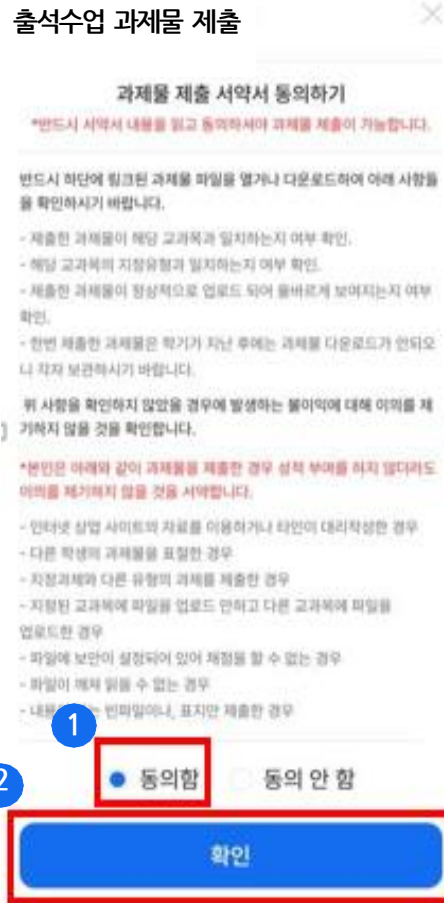 출석수업 과제물 제출
과제물 제출 서약서 동의하기
*반드시 서약서 내용을 읽고 동의하셔야 과제물 제출이 가능합니다.
반드시 하단에 링크된 과제물 파일을 열거나 다운로드하여 아래 사항들
을 확인하시기 바랍니다.
- 제출한 과제물이 해당 교과목과 일치하는지 여부 확인.
- 해당 교과목의 지정유형과 일치하는지 여부 확인.
- 제출한 과제물이 정상적으로 업로드 되어 올바르게 보여지는지 여부
확인.
- 한번 제출한 과제물은 학기가 지난 후에는 과제물 다운로드가 안되오
니 각자 보관하시기 바랍니다.
위 사항을 확인하지 않았을 경우에 발생하는 불이익에 대해 이의를 제
기하지 않을 것을 확인합니다.
*본인은 아래와 같이 과제물을 제출한 경우 성적 부여를 하지 않더라도
이의를 제기하지 않을 것을 서약합니다.
- 인터넷 상업 사이트의 자료를 이용하거나 타인이 대리작성한 경우
- 다른 학생의 과제물을 표절한 경우
- 지정과제와 다른 유형의 과제를 제출한 경우
- 지정된 교과목에 파일을 업로드 안하고 다른 교과목에 파일을
업로드한 경우
- 파일에 보안이 설정되어 있어 채점을 할 수 없는 경우
- 파일이 깨져 읽을 수 없는 경우
- 내용 는 빈파일이나, 표지만 제출한 경우
1
동의함 동의 안 함
2
확인